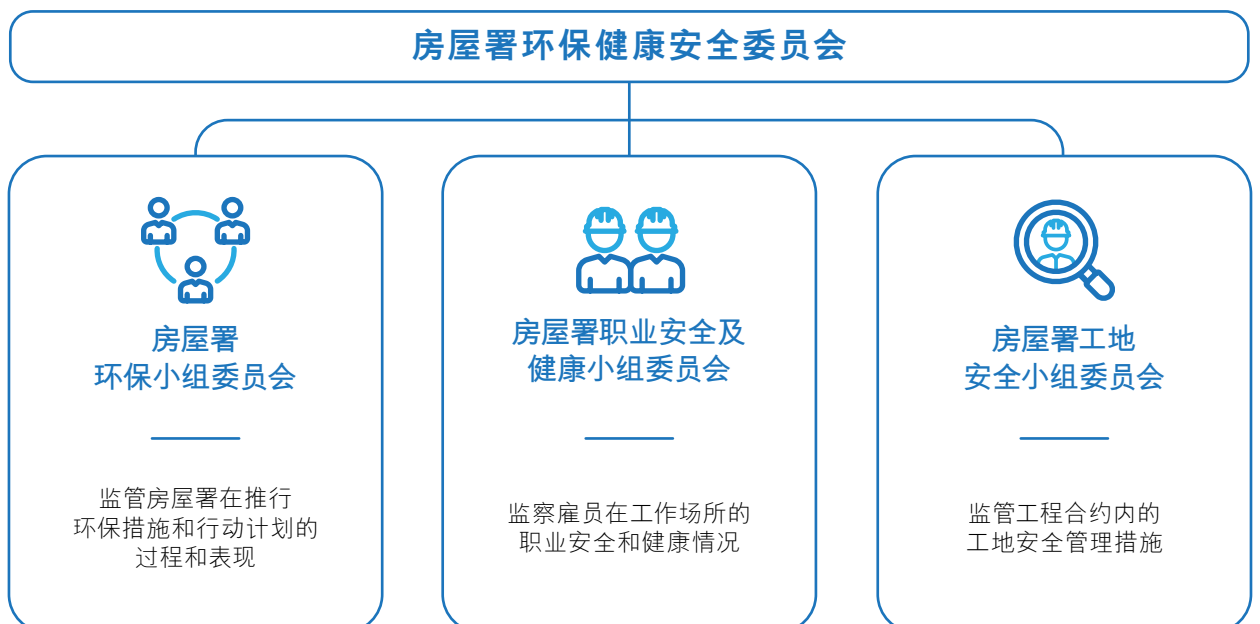 房屋署环保健康安全委员会
房屋署
环保小组委员会
监管房屋署在推行
环保措施和行动计划的
过程和表现
房屋署职业安全及
健康小组委员会
监察雇员在工作场所的
职业安全和健康情况
房屋署工地
安全小组委员会
监管工程合约内的
工地安全管理措施